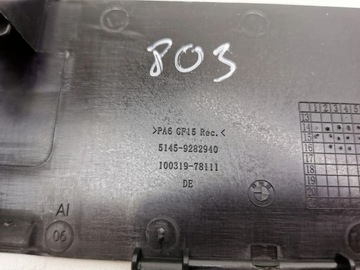 803
>PA6 GF15 Rec.<
5145-9282940
100319-78111
DE
AI
06